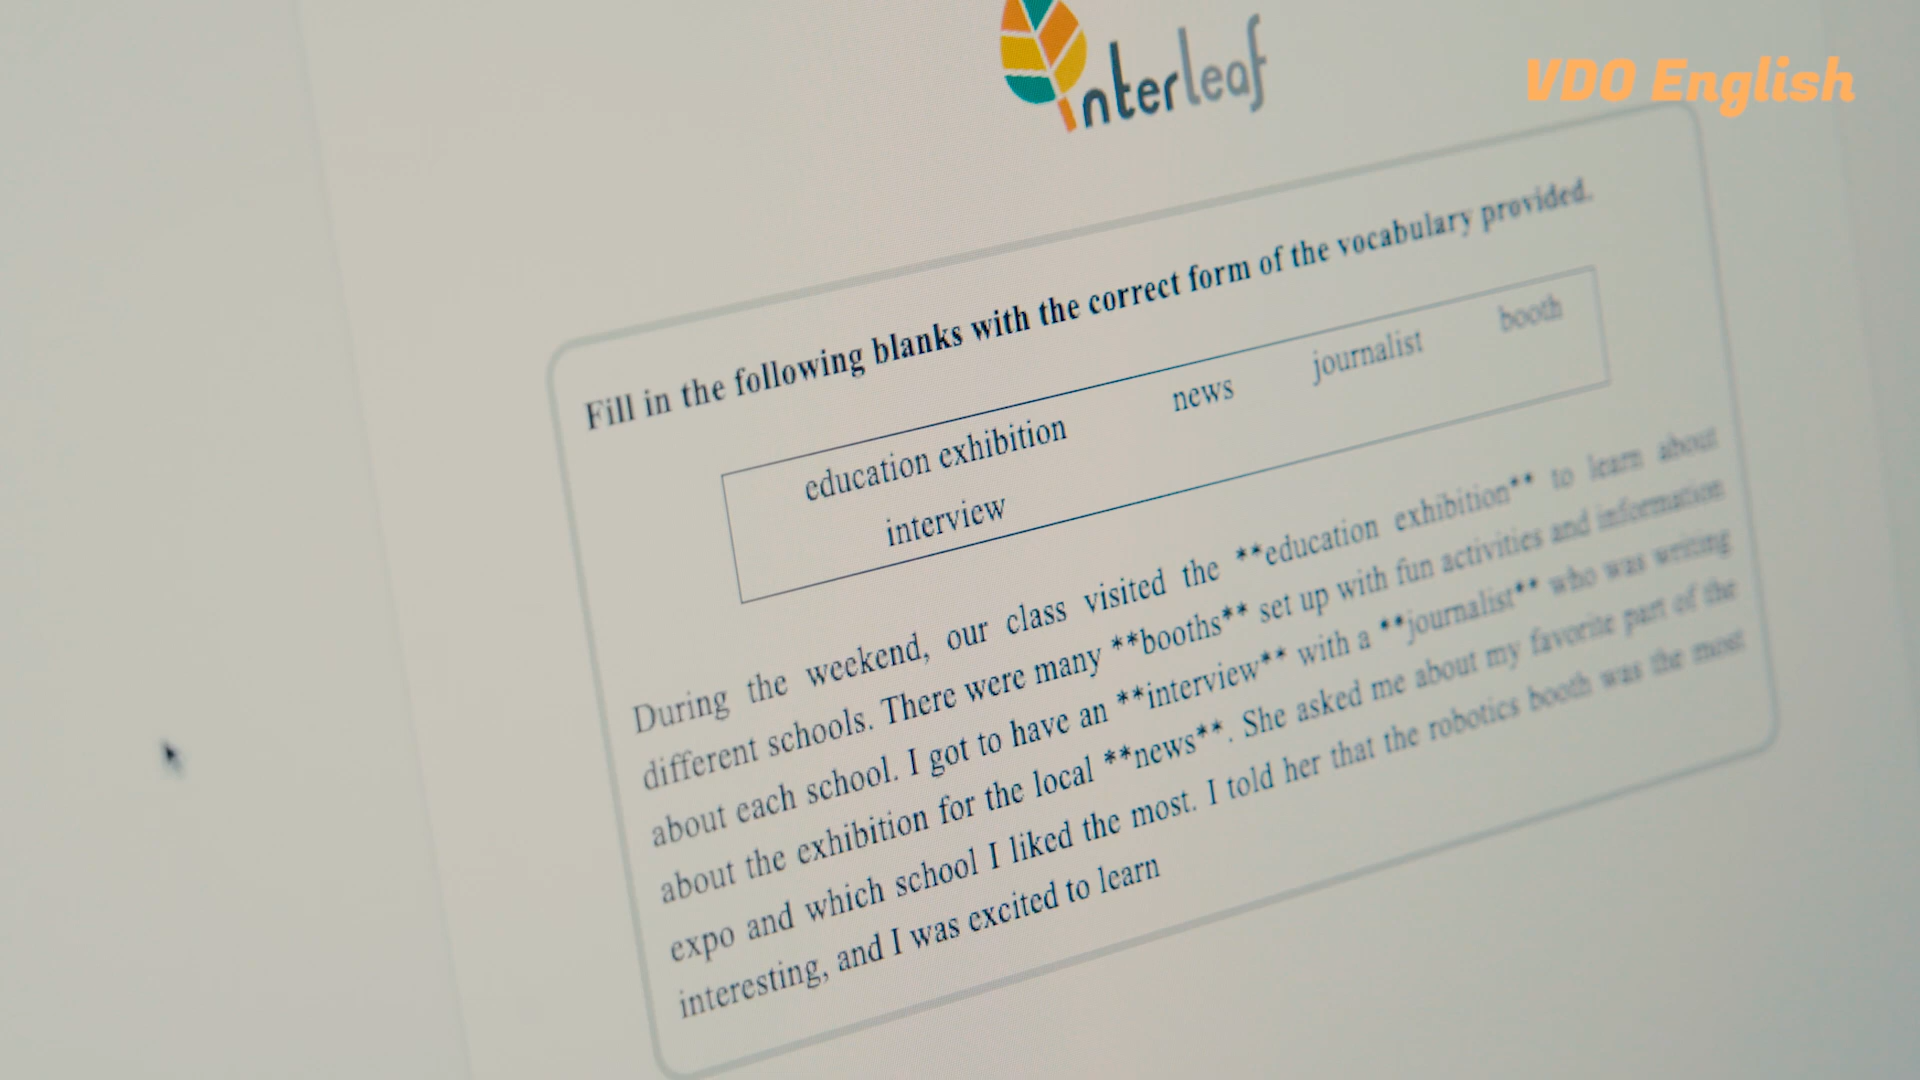 interleaf
VDO English
Fill in the following blanks with the correct form of the vocabulary provided.
education exhibition news journalist booth
interview
During the weekend, our class visited the **education exhibition** to learn about
different schools. There were many **booths** set up with fun activities and information
about each school. I got to have an **interview** with a **journalist** who was writing
about the exhibition for the local **news**. She asked me about my favorite part of the
expo and which school I liked the most. I told her that the robotics booth was the most
interesting, and I was excited to learn